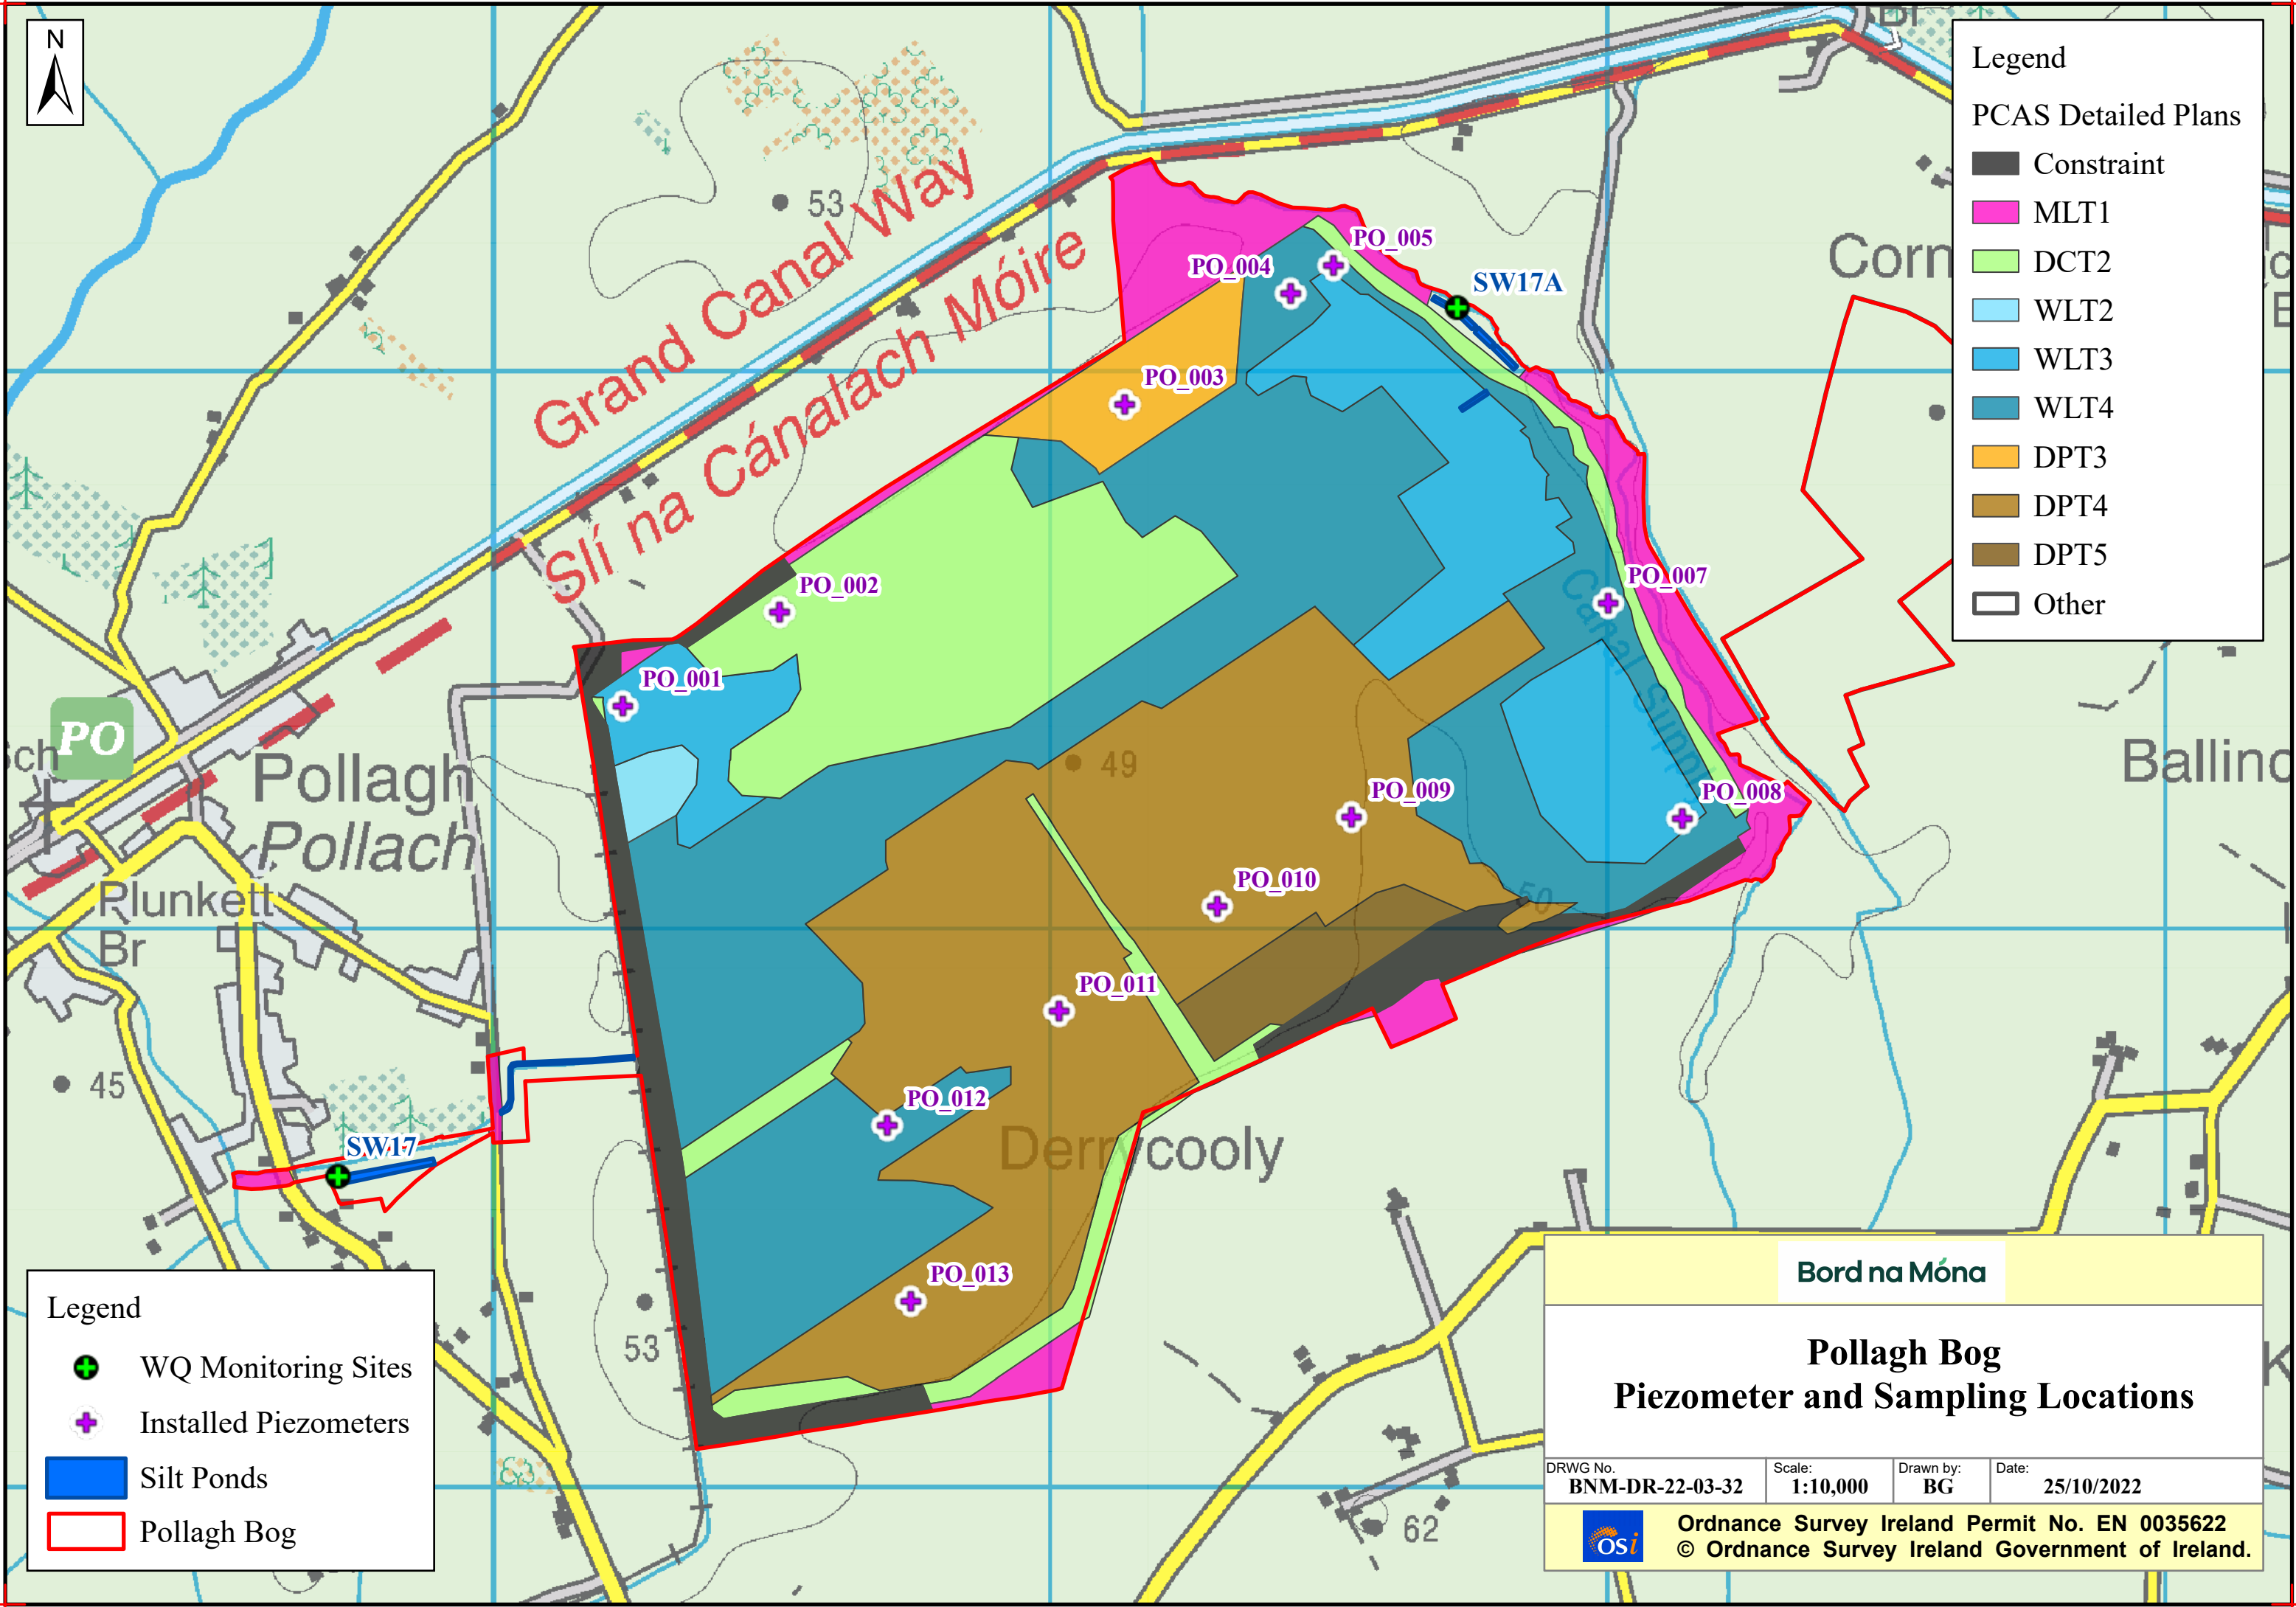 N
Legend
PCAS Detailed Plans
Constraint
MLT1
DCT2
WLT2
WLT3
WLT4
DPT3
DPT4
DPT5
Other
53
Grand Canal Way
Slí na Cánalach Móire
PO_005
PO_004
SW17A
PO_003
PO_002
PO_007
PO_001
PO_008
PO_009
PO_010
PO_011
PO_012
PO_013
Canal Supply
Corn
Ballinc
49
50
PO
Sch
Pollagh
Pollach
Plunkett
Br
45
SW17
Derrycooly
53
63
62
Legend
WQ Monitoring Sites
Installed Piezometers
Silt Ponds
Pollagh Bog
Bord na Móna
Pollagh Bog
Piezometer and Sampling Locations
DRWG No.
BNM-DR-22-03-32
Scale:
1:10,000
Drawn by:
BG
Date:
25/10/2022
OSi
Ordnance Survey Ireland Permit No. EN 0035622
© Ordnance Survey Ireland Government of Ireland.